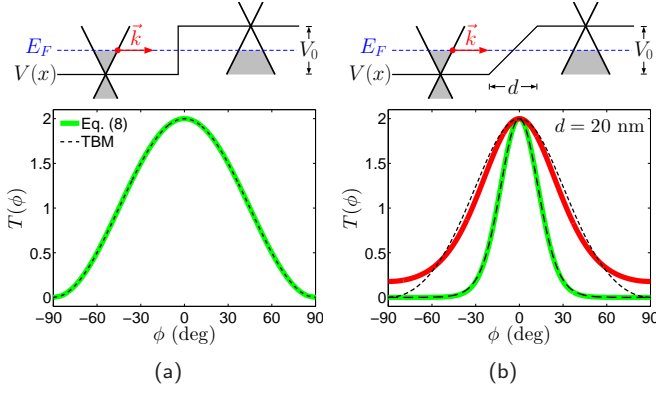 E_F
k⃗
V(x)
V_0
E_F
k⃗
V(x)
d
V_0
Eq. (8)
TBM
T(ϕ)
2
1.5
1
0.5
0
−90 −60 −30 0 30 60 90
ϕ (deg)
(a)
d = 20 nm
T(ϕ)
2
1.5
1
0.5
0
−90 −60 −30 0 30 60 90
ϕ (deg)
(b)